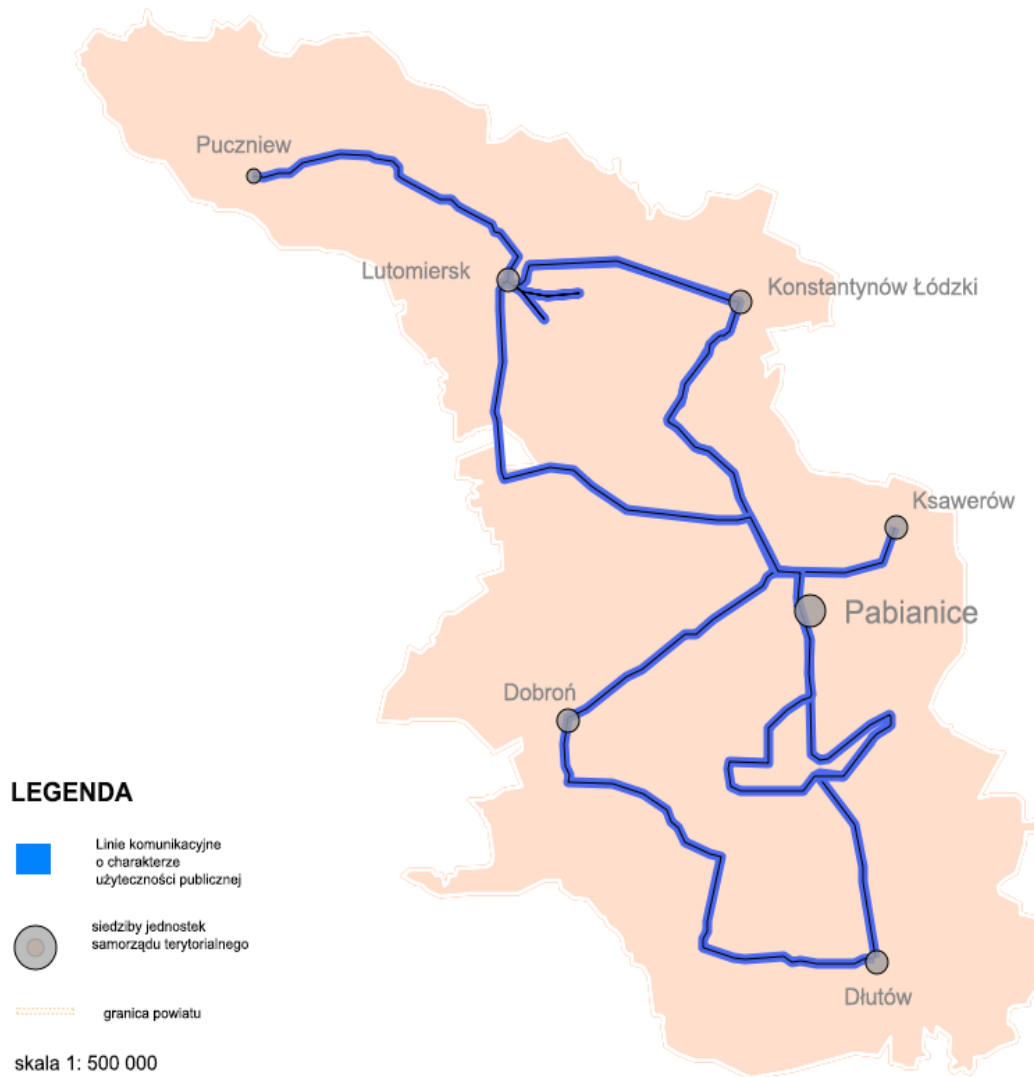 Puczniew
Lutomiersk
Konstantynów Łódzki
Ksawerów
Pabianice
Dobroń
Dłutów
LEGENDA
Linie komunikacyjne
o charakterze
użyteczności publicznej
siedziby jednostek
samorządu terytorialnego
granica powiatu
skala 1: 500 000